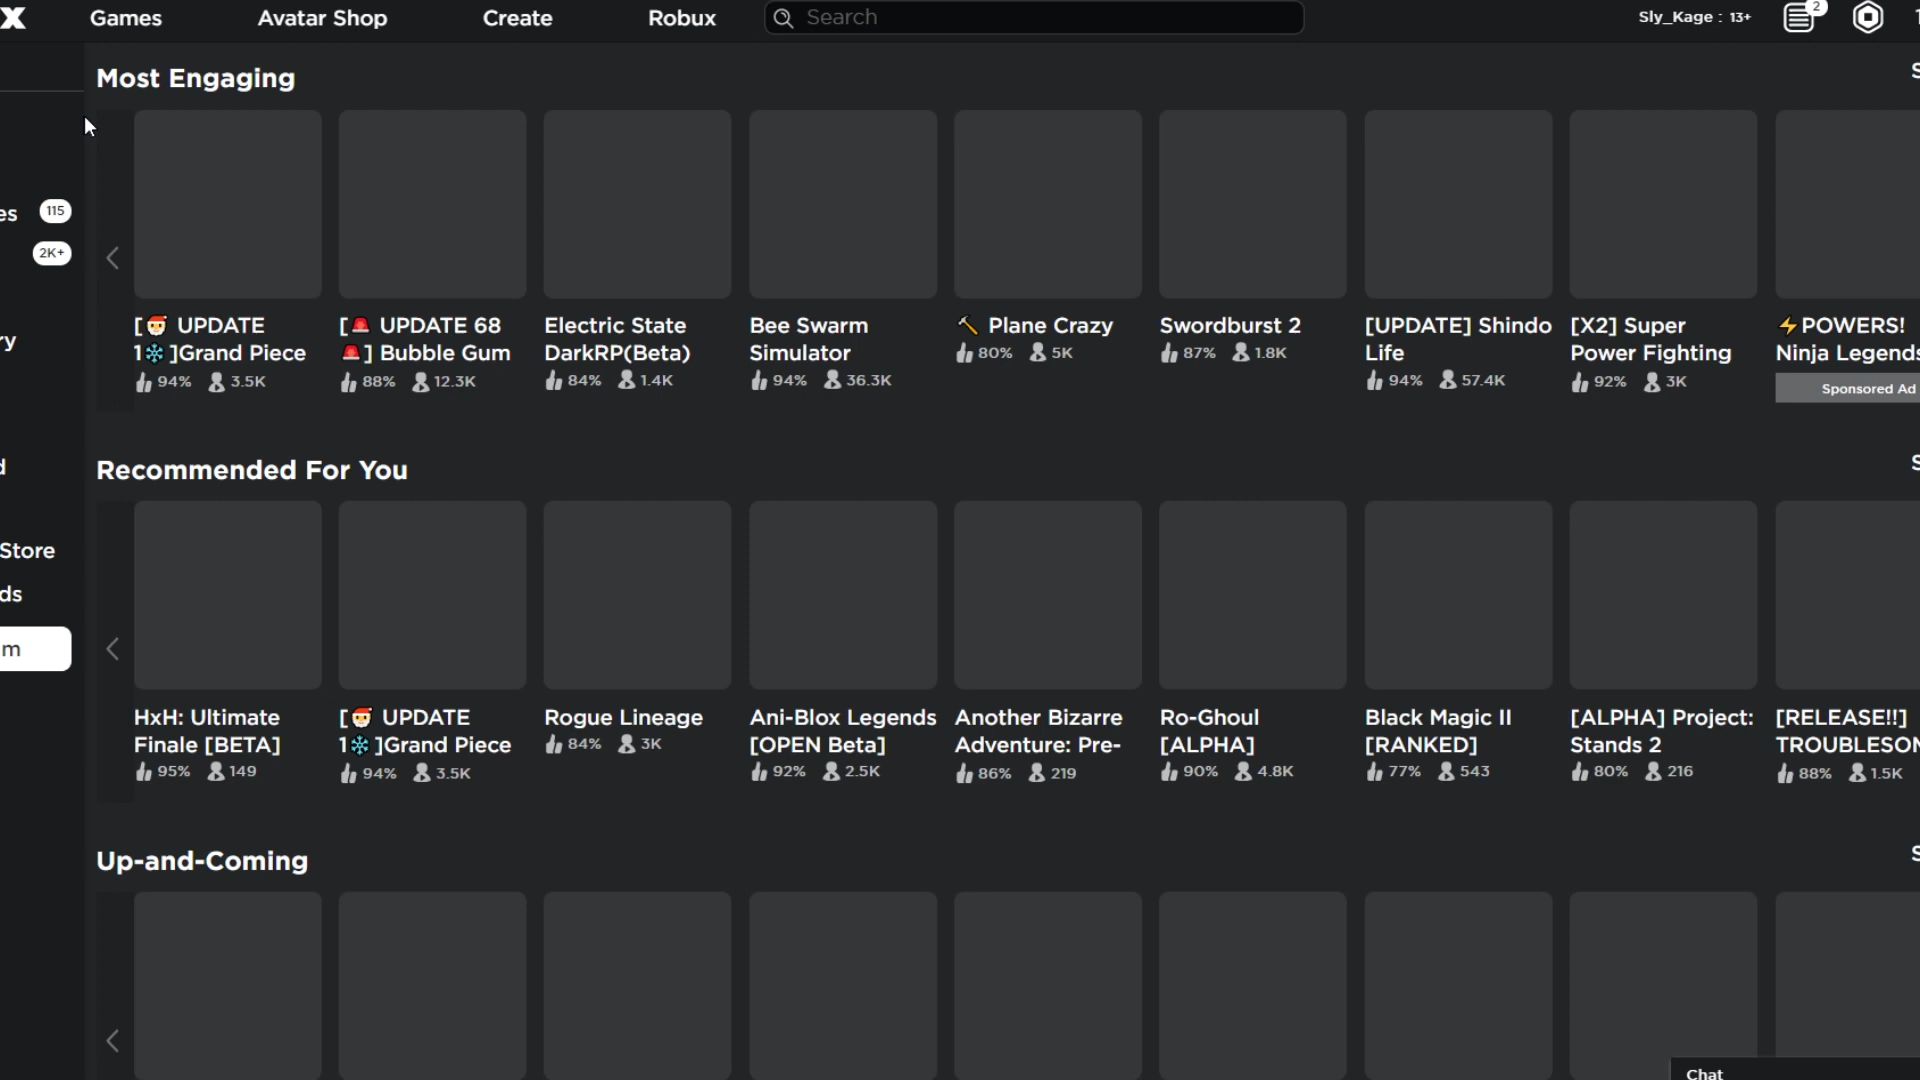 X Games Avatar Shop Create Robux Search Sly_Kage : 13+ 2
Most Engaging
es 115
2K+
ry
d
Store
ds
m
[🎅 UPDATE
1❄️]Grand Piece
94% 3.5K
[🚨 UPDATE 68
🚨] Bubble Gum
88% 12.3K
Electric State
DarkRP(Beta)
84% 1.4K
Bee Swarm
Simulator
94% 36.3K
🔨 Plane Crazy
80% 5K
Swordburst 2
87% 1.8K
[UPDATE] Shindo
Life
94% 57.4K
[X2] Super
Power Fighting
92% 3K
⚡POWERS!
Ninja Legends
Sponsored Ad
Recommended For You
HxH: Ultimate
Finale [BETA]
95% 149
[🎅 UPDATE
1❄️]Grand Piece
94% 3.5K
Rogue Lineage
84% 3K
Ani-Blox Legends
[OPEN Beta]
92% 2.5K
Another Bizarre
Adventure: Pre-
86% 219
Ro-Ghoul
[ALPHA]
90% 4.8K
Black Magic II
[RANKED]
77% 543
[ALPHA] Project:
Stands 2
80% 216
[RELEASE!!]
TROUBLESOM
88% 1.5K
Up-and-Coming
Chat